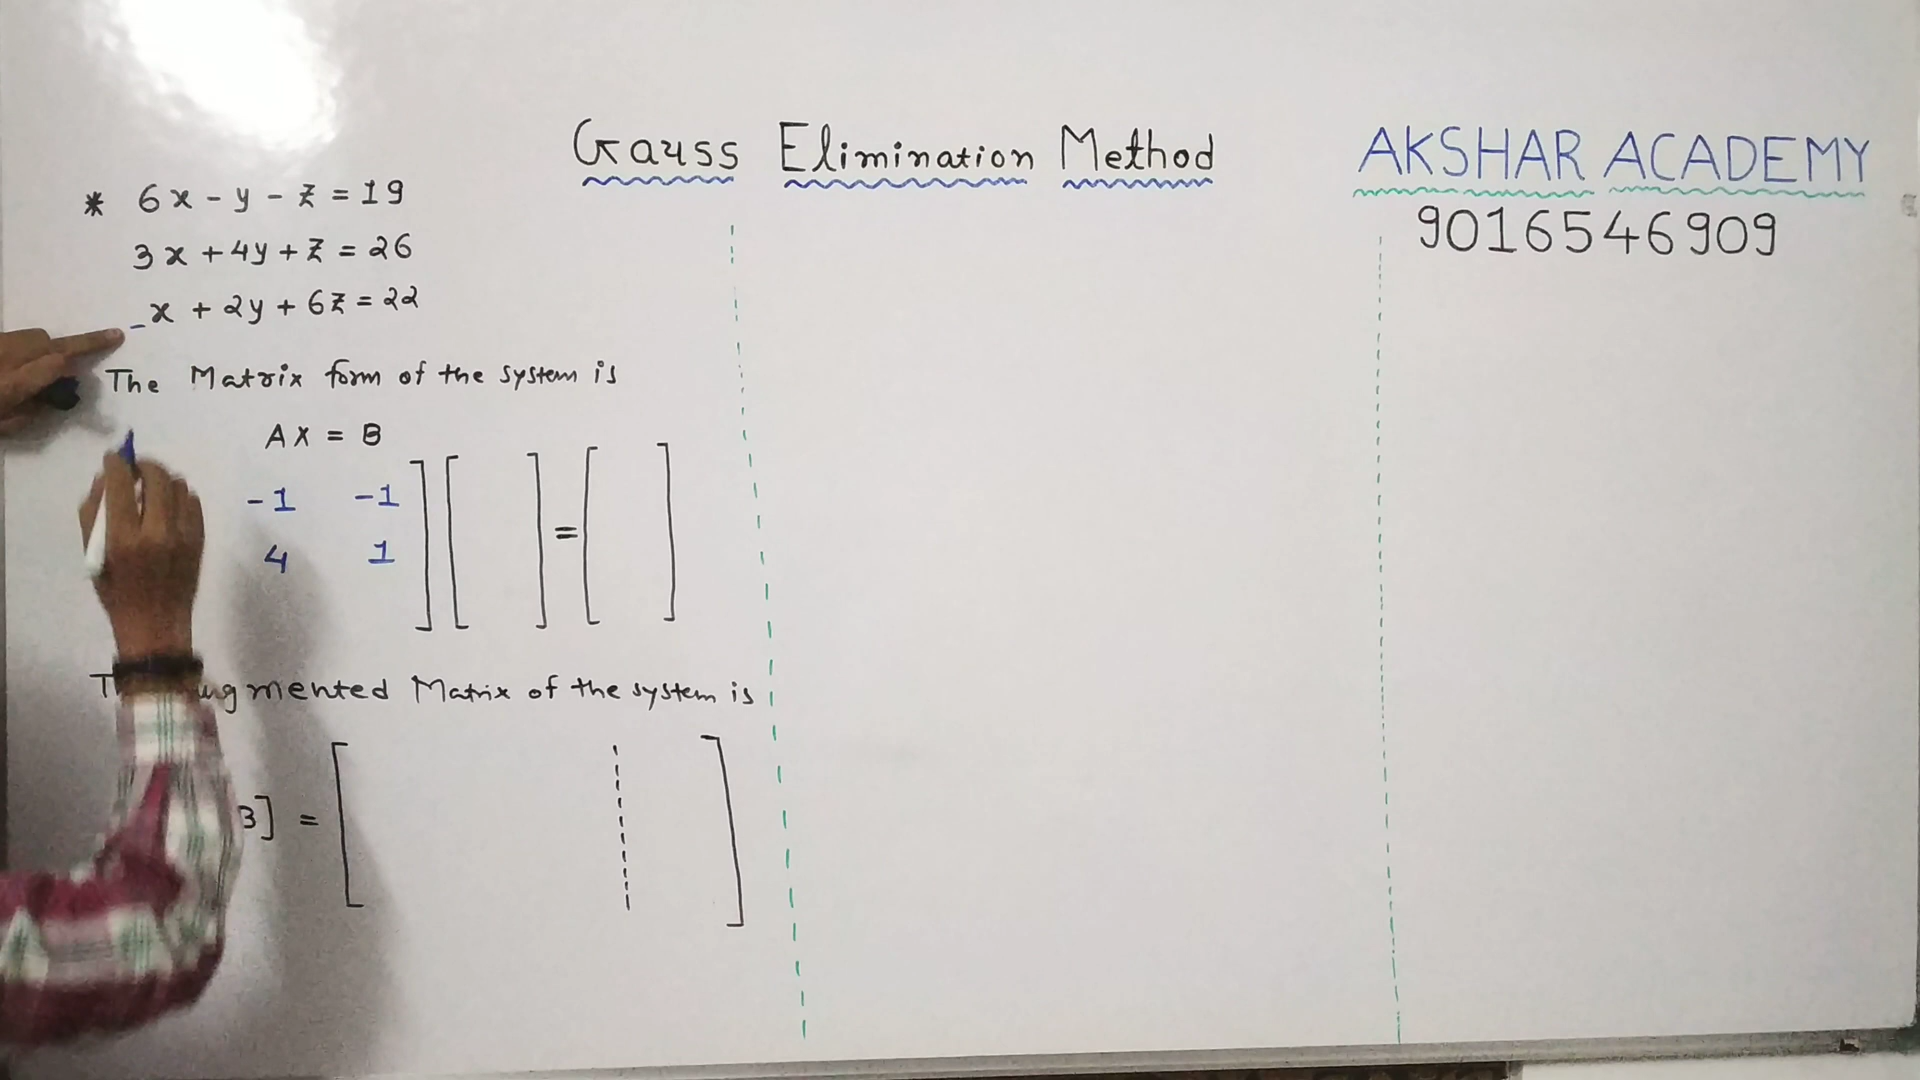 Gauss Elimination Method
AKSHAR ACADEMY
9016546909
* 6x - y - z = 19
3x + 4y + z = 26
-x + 2y + 6z = 22
The Matrix form of the system is
AX = B
-1 -1
4 1
] [ ] = [ ]
Matrix of the system is
B] = [ ]